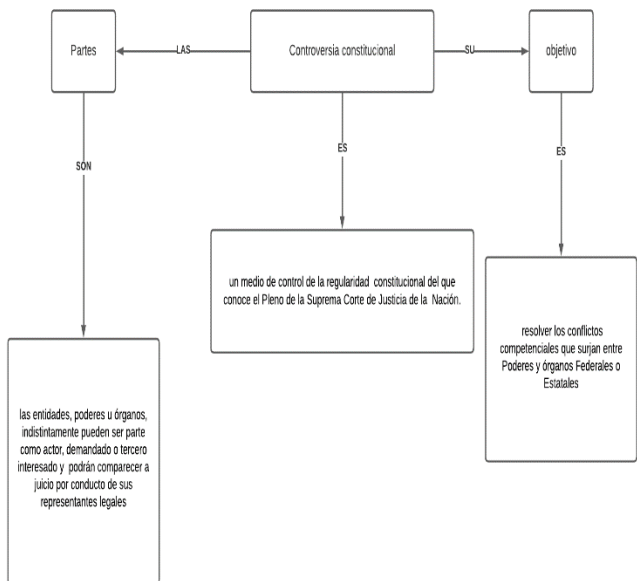 Partes
LAS
Controversia constitucional
SU
objetivo
SON
ES
ES
un medio de control de la regularidad constitucional del que
conoce el Pleno de la Suprema Corte de Justicia de la Nación.
resolver los conflictos
competenciales que surjan entre
Poderes y órganos Federales o
Estatales
las entidades, poderes u órganos,
indistintamente pueden ser parte
como actor, demandado o tercero
interesado y podrán comparecer a
juicio por conducto de sus
representantes legales